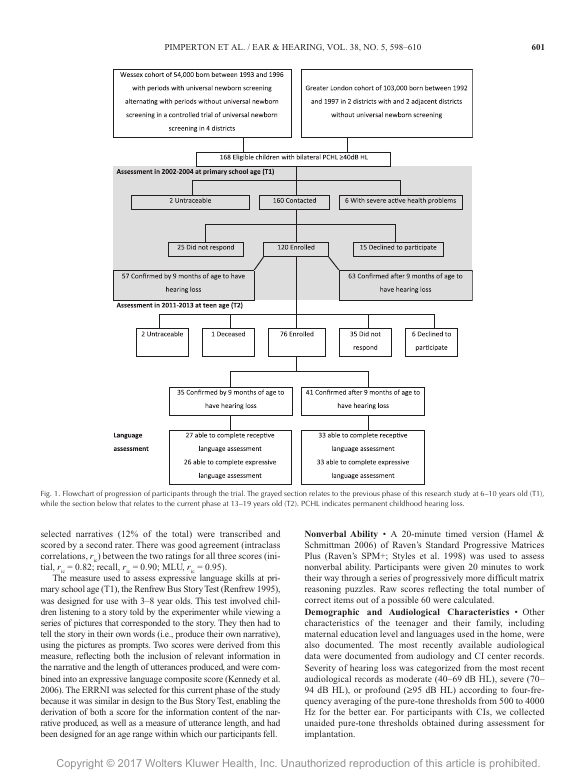 PIMPERTON ET AL. / EAR & HEARING, VOL. 38, NO. 5, 598–610
601
Wessex cohort of 54,000 born between 1993 and 1996
with periods with universal newborn screening
alternating with periods without universal newborn
screening in a controlled trial of universal newborn
screening in 4 districts
Greater London cohort of 103,000 born between 1992
and 1997 in 2 districts with and 2 adjacent districts
without universal newborn screening
168 Eligible children with bilateral PCHL ≥40dB HL
Assessment in 2002-2004 at primary school age (T1)
2 Untraceable
160 Contacted
6 With severe active health problems
25 Did not respond
120 Enrolled
15 Declined to participate
57 Confirmed by 9 months of age to have
hearing loss
63 Confirmed after 9 months of age to
have hearing loss
Assessment in 2011-2013 at teen age (T2)
2 Untraceable
1 Deceased
76 Enrolled
35 Did not
respond
6 Declined to
participate
35 Confirmed by 9 months of age to
have hearing loss
41 Confirmed after 9 months of age to
have hearing loss
Language
assessment
27 able to complete receptive
language assessment
26 able to complete expressive
language assessment
33 able to complete receptive
language assessment
33 able to complete expressive
language assessment
Fig. 1. Flowchart of progression of participants through the trial. The grayed section relates to the previous phase of this research study at 6–10 years old (T1),
while the section below that relates to the current phase at 13–19 years old (T2). PCHL indicates permanent childhood hearing loss.
selected narratives (12% of the total) were transcribed and
scored by a second rater. There was good agreement (intraclass
correlations, r_ic) between the two ratings for all three scores (ini-
tial, r_ic = 0.82; recall, r_ic = 0.90; MLU, r_ic = 0.95).
The measure used to assess expressive language skills at pri-
mary school age (T1), the Renfrew Bus Story Test (Renfrew 1995),
was designed for use with 3–8 year olds. This test involved chil-
dren listening to a story told by the experimenter while viewing a
series of pictures that corresponded to the story. They then had to
tell the story in their own words (i.e., produce their own narrative),
using the pictures as prompts. Two scores were derived from this
measure, reflecting both the inclusion of relevant information in
the narrative and the length of utterances produced, and were com-
bined into an expressive language composite score (Kennedy et al.
2006). The ERRNI was selected for this current phase of the study
because it was similar in design to the Bus Story Test, enabling the
derivation of both a score for the information content of the nar-
rative produced, as well as a measure of utterance length, and had
been designed for an age range within which our participants fell.
Nonverbal Ability • A 20-minute timed version (Hamel &
Schmittman 2006) of Raven's Standard Progressive Matrices
Plus (Raven's SPM+; Styles et al. 1998) was used to assess
nonverbal ability. Participants were given 20 minutes to work
their way through a series of progressively more difficult matrix
reasoning puzzles. Raw scores reflecting the total number of
correct items out of a possible 60 were calculated.
Demographic and Audiological Characteristics • Other
characteristics of the teenager and their family, including
maternal education level and languages used in the home, were
also documented. The most recently available audiological
data were documented from audiology and CI center records.
Severity of hearing loss was categorized from the most recent
audiological records as moderate (40–69 dB HL), severe (70–
94 dB HL), or profound (≥95 dB HL) according to four-fre-
quency averaging of the pure-tone thresholds from 500 to 4000
Hz for the better ear. For participants with CIs, we collected
unaided pure-tone thresholds obtained during assessment for
implantation.
Copyright © 2017 Wolters Kluwer Health, Inc. Unauthorized reproduction of this article is prohibited.